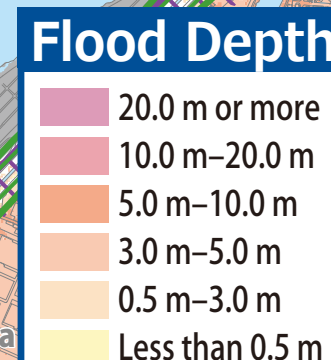 Flood Depth
20.0 m or more
10.0 m–20.0 m
5.0 m–10.0 m
3.0 m–5.0 m
0.5 m–3.0 m
Less than 0.5 m
a